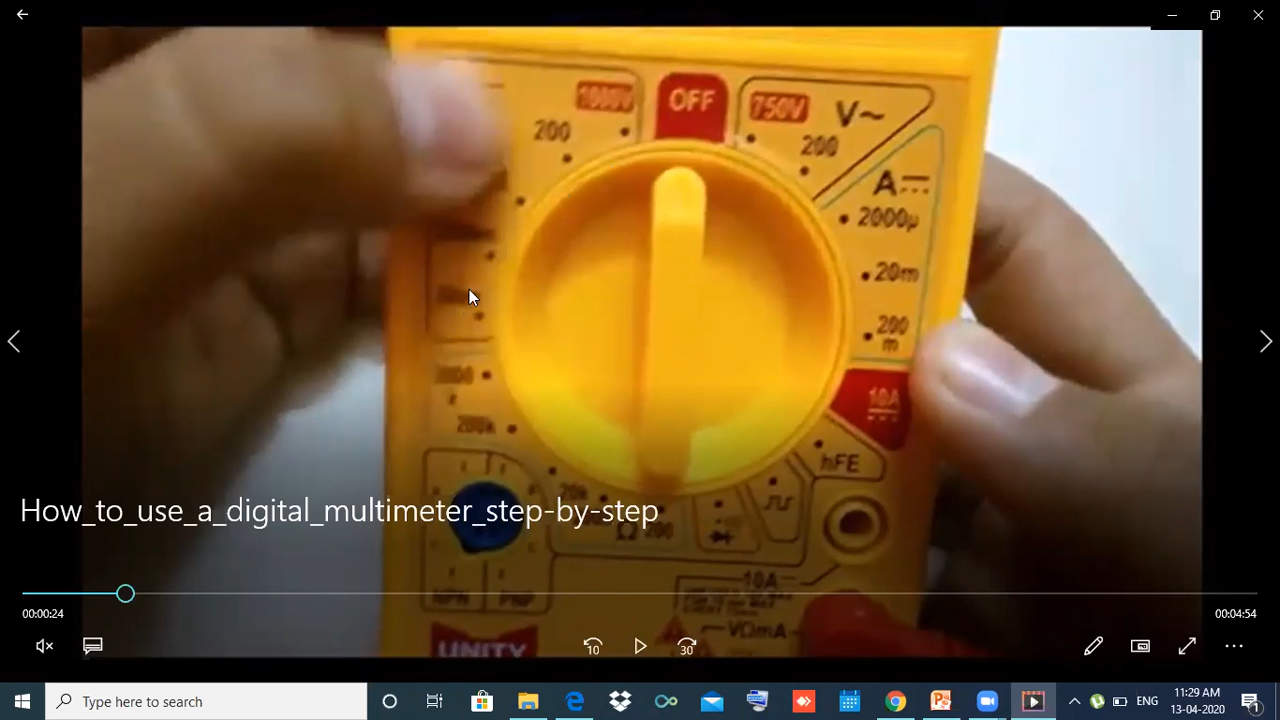 1000V
OFF
750V
V~
200
200
A
2000µ
20m
200
m
2000
k
200k
10A
hFE
20k
Ω 200
How_to_use_a_digital_multimeter_step-by-step
10A
NPN
PNP
VΩmA
UNITY
00:00:24
00:04:54
10
30
Type here to search
ENG
11:29 AM
13-04-2020